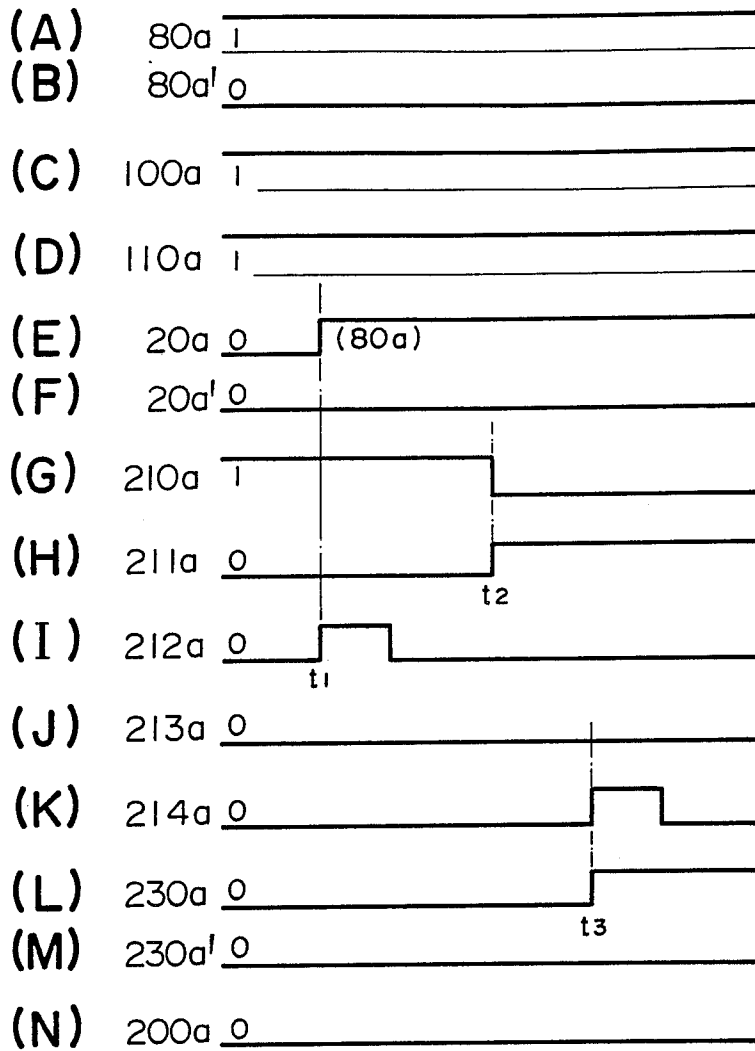 (A) 80a 1
(B) 80a' 0
(C) 100a 1
(D) 110a 1
(E) 20a 0 (80a)
(F) 20a' 0
(G) 210a 1
(H) 211a 0
t2
(I) 212a 0
t1
(J) 213a 0
(K) 214a 0
(L) 230a 0
t3
(M) 230a' 0
(N) 200a 0